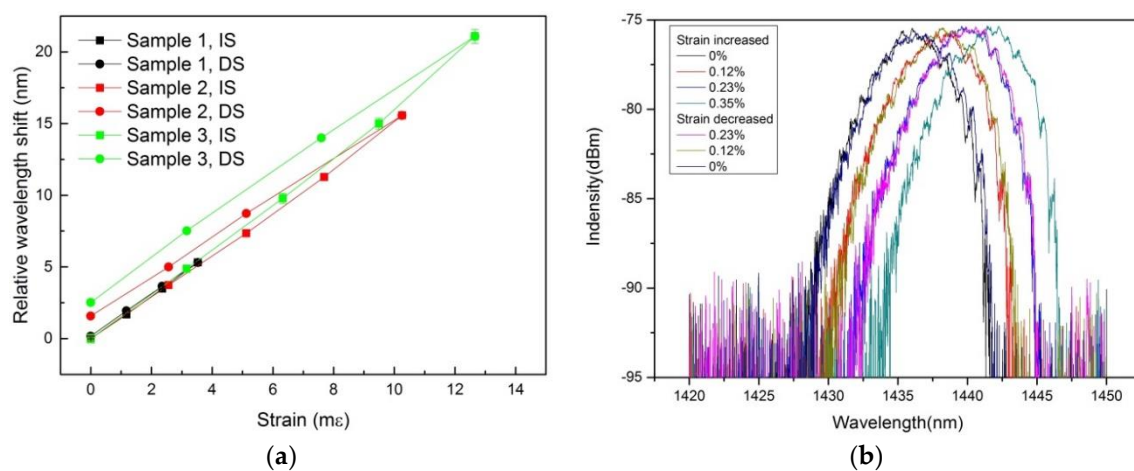 Relative wavelength shift (nm)
20
15
10
5
0
Sample 1, IS
Sample 1, DS
Sample 2, IS
Sample 2, DS
Sample 3, IS
Sample 3, DS
0 2 4 6 8 10 12 14
Strain (mε)
(a)
Indensity(dBm)
-75
-80
-85
-90
-95
Strain increased
0%
0.12%
0.23%
0.35%
Strain decreased
0.23%
0.12%
0%
1420 1425 1430 1435 1440 1445 1450
Wavelength(nm)
(b)